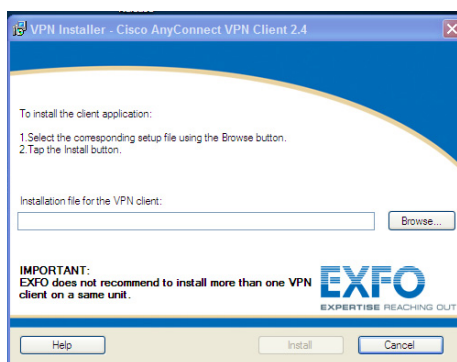 VPN Installer - Cisco AnyConnect VPN Client 2.4
To install the client application:
1.Select the corresponding setup file using the Browse button.
2.Tap the Install button.
Installation file for the VPN client:
Browse...
IMPORTANT:
EXFO does not recommend to install more than one VPN
client on a same unit.
EXFO
EXPERTISE REACHING OUT
Help
Install
Cancel